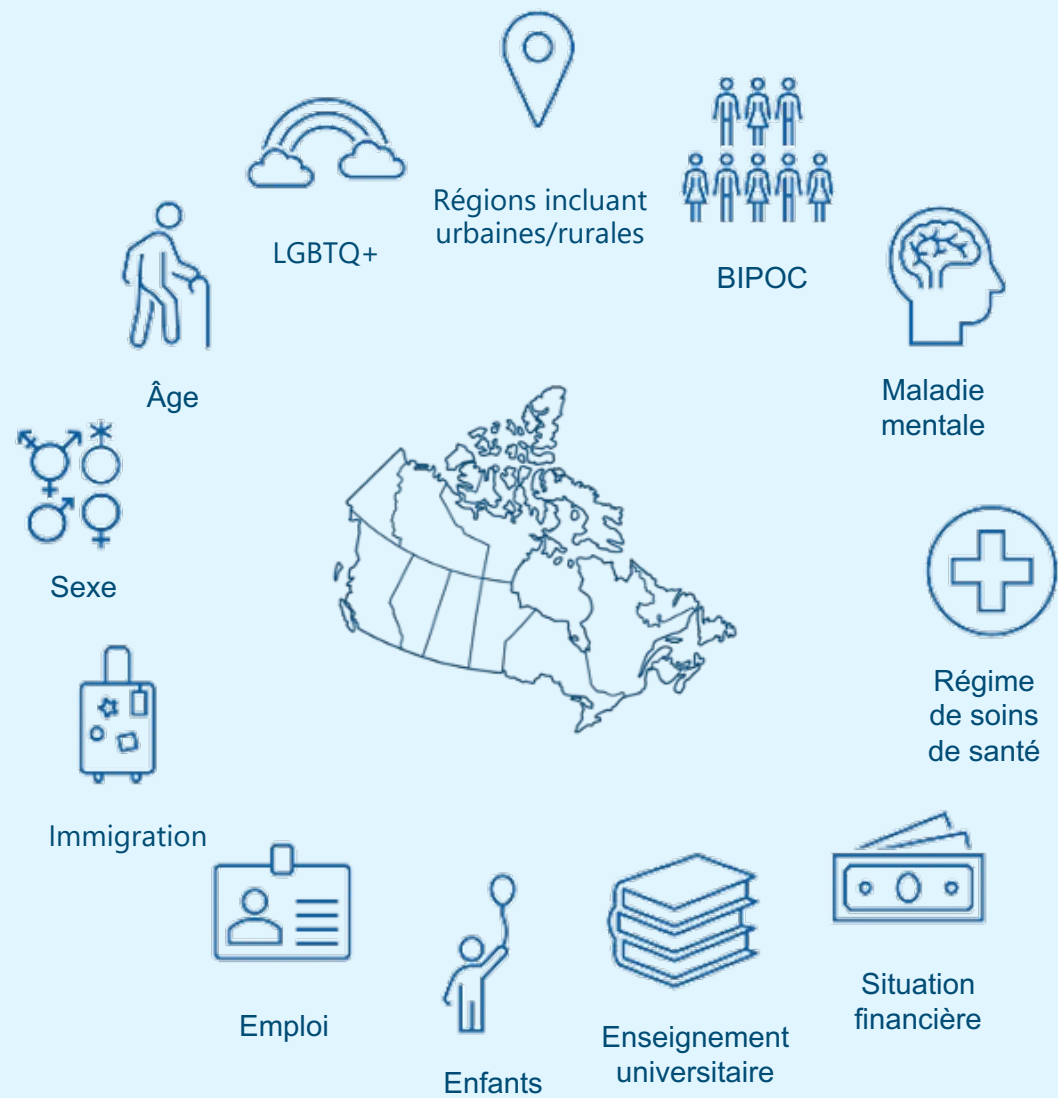 Régions incluant
urbaines/rurales
LGBTQ+
BIPOC
Âge
Maladie
mentale
Sexe
Régime
de soins
de santé
Immigration
Situation
financière
Emploi
Enseignement
universitaire
Enfants